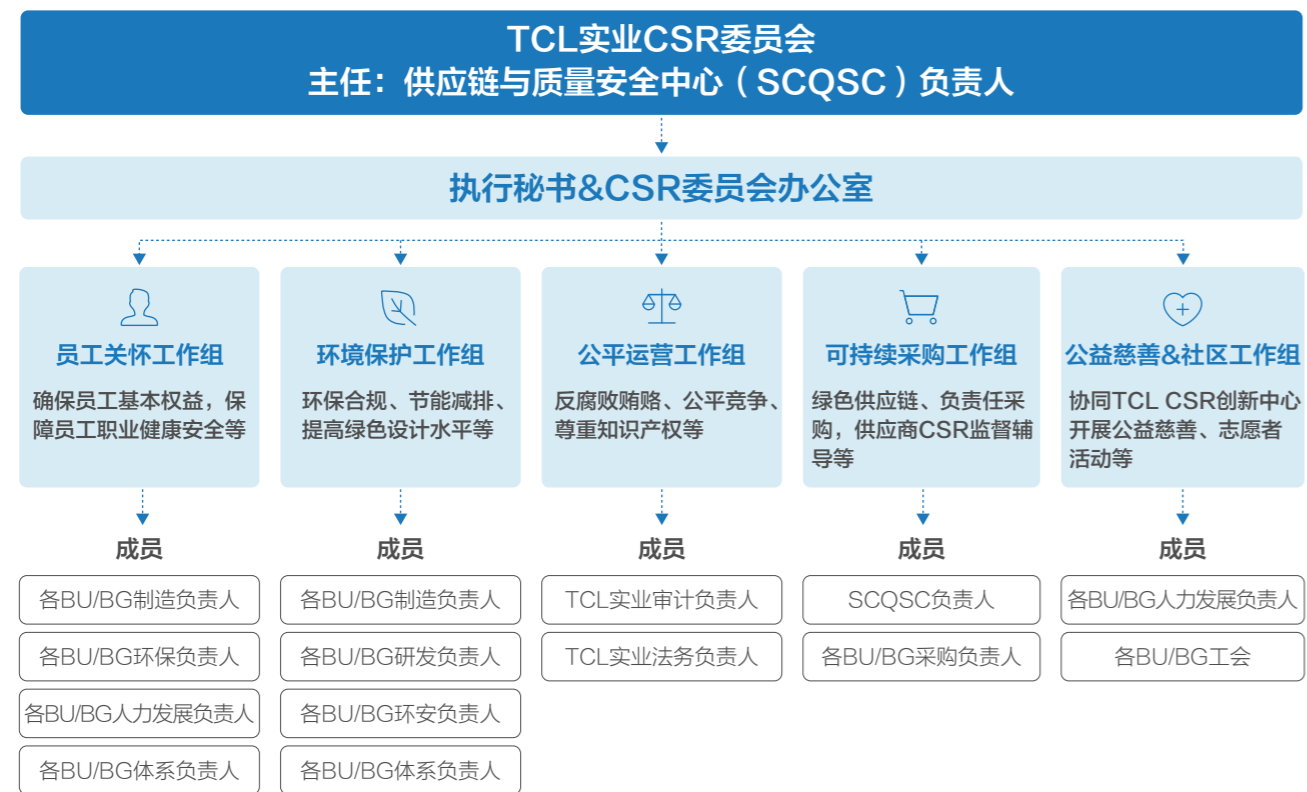 TCL实业CSR委员会
主任：供应链与质量安全中心（SCQSC）负责人
执行秘书&CSR委员会办公室
员工关怀工作组
确保员工基本权益，保
障员工职业健康安全等
成员
各BU/BG制造负责人
各BU/BG环保负责人
各BU/BG人力发展负责人
各BU/BG体系负责人
环境保护工作组
环保合规、节能减排、
提高绿色设计水平等
成员
各BU/BG制造负责人
各BU/BG研发负责人
各BU/BG环安负责人
各BU/BG体系负责人
公平运营工作组
反腐败贿赂、公平竞争、
尊重知识产权等
成员
TCL实业审计负责人
TCL实业法务负责人
可持续采购工作组
绿色供应链、负责任采
购，供应商CSR监督辅
导等
成员
SCQSC负责人
各BU/BG采购负责人
公益慈善&社区工作组
协同TCL CSR创新中心
开展公益慈善、志愿者
活动等
成员
各BU/BG人力发展负责人
各BU/BG工会